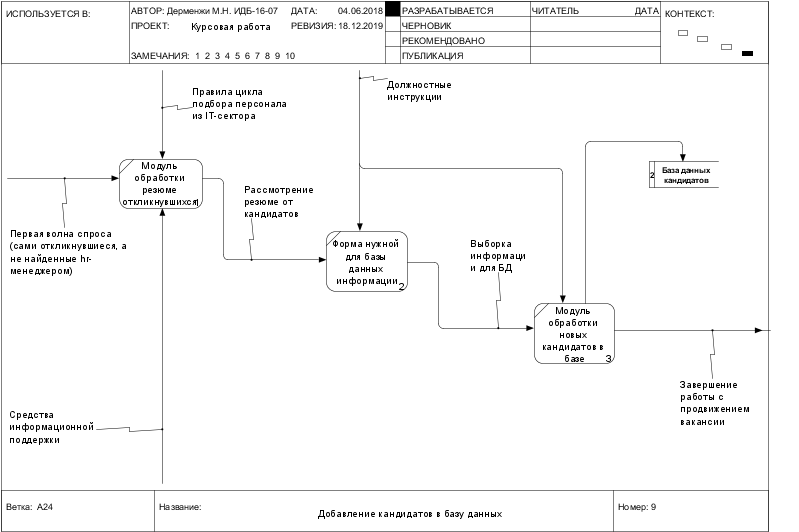 ИСПОЛЬЗУЕТСЯ В:
АВТОР: Дерменжи М.Н. ИДБ-16-07
ДАТА: 04.06.2018
ПРОЕКТ: Курсовая работа
РЕВИЗИЯ: 18.12.2019
ЗАМЕЧАНИЯ: 1 2 3 4 5 6 7 8 9 10
РАЗРАБАТЫВАЕТСЯ
ЧЕРНОВИК
РЕКОМЕНДОВАНО
ПУБЛИКАЦИЯ
ЧИТАТЕЛЬ
ДАТА
КОНТЕКСТ:
Правила цикла
подбора персонала
из IT-сектора
Должностные
инструкции
Модуль
обработки
резюме
откликнувшихся
1
2
База данных
кандидатов
Рассмотрение
резюме от
кандидатов
Первая волна спроса
(сами откликнувшиеся, а
не найденные hr-
менеджером)
Форма нужной
для базы
данных
информации
2
Выборка
информаци
и для БД
Модуль
обработки
новых
кандидатов в
базе
3
Завершение
работы с
продвижением
вакансии
Средства
информационной
поддержки
Ветка: A24
Название:
Добавление кандидатов в базу данных
Номер: 9